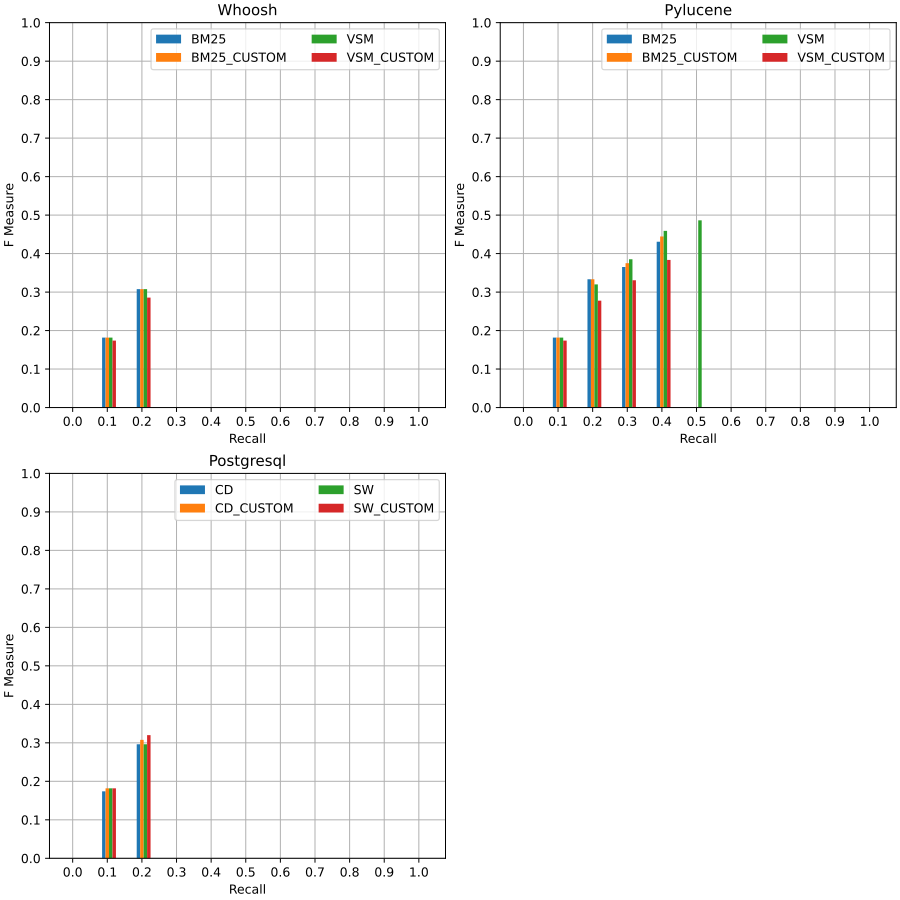 Whoosh
BM25 VSM
BM25_CUSTOM VSM_CUSTOM
F Measure
1.0
0.9
0.8
0.7
0.6
0.5
0.4
0.3
0.2
0.1
0.0
0.0 0.1 0.2 0.3 0.4 0.5 0.6 0.7 0.8 0.9 1.0
Recall
Pylucene
BM25 VSM
BM25_CUSTOM VSM_CUSTOM
F Measure
1.0
0.9
0.8
0.7
0.6
0.5
0.4
0.3
0.2
0.1
0.0
0.0 0.1 0.2 0.3 0.4 0.5 0.6 0.7 0.8 0.9 1.0
Recall
Postgresql
CD SW
CD_CUSTOM SW_CUSTOM
F Measure
1.0
0.9
0.8
0.7
0.6
0.5
0.4
0.3
0.2
0.1
0.0
0.0 0.1 0.2 0.3 0.4 0.5 0.6 0.7 0.8 0.9 1.0
Recall